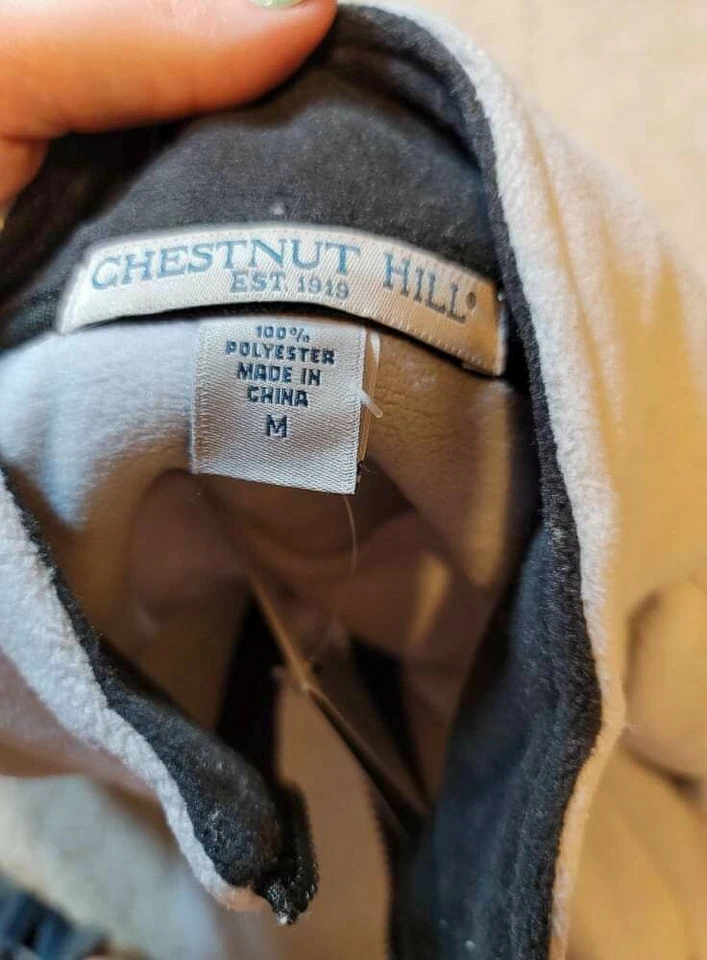 CHESTNUT HILL®
EST. 1919
100%
POLYESTER
MADE IN
CHINA
M